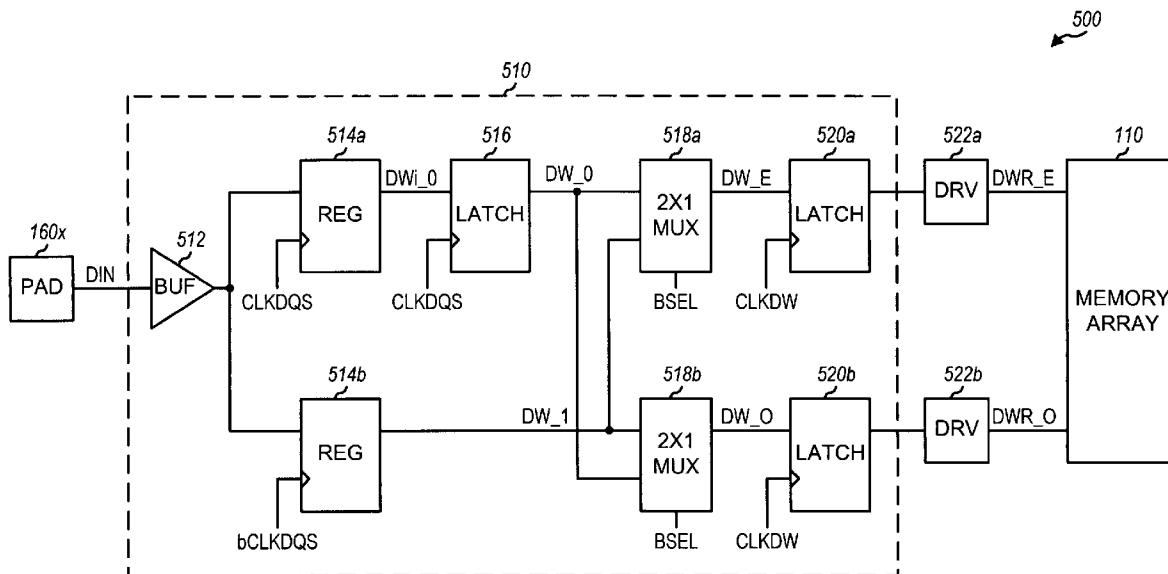 500
510
514a
516
518a
520a
522a
110
DWi_0
DW_0
DW_E
DWR_E
REG
LATCH
2X1
MUX
LATCH
DRV
160x
512
PAD
DIN
BUF
CLKDQS
CLKDQS
BSEL
CLKDW
MEMORY
ARRAY
514b
518b
520b
522b
DW_1
DW_O
DWR_O
REG
2X1
MUX
LATCH
DRV
bCLKDQS
BSEL
CLKDW